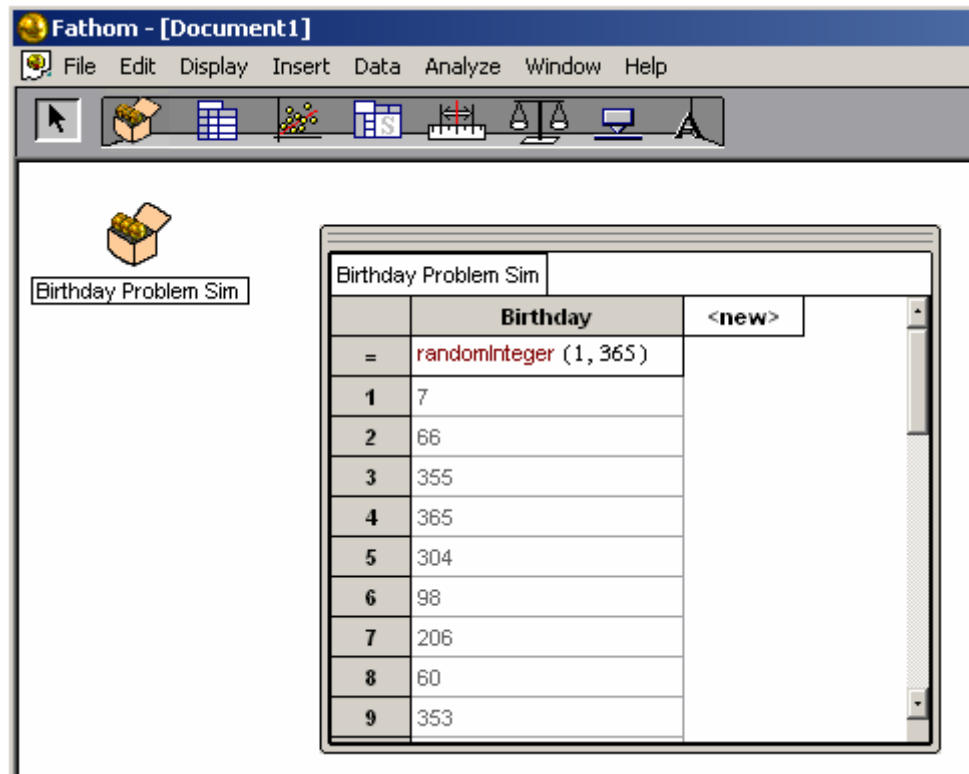 Fathom - [Document1]
File Edit Display Insert Data Analyze Window Help
S A
Birthday Problem Sim
Birthday Problem Sim
Birthday <new>
= randomInteger (1, 365)
1 7
2 66
3 355
4 365
5 304
6 98
7 206
8 60
9 353